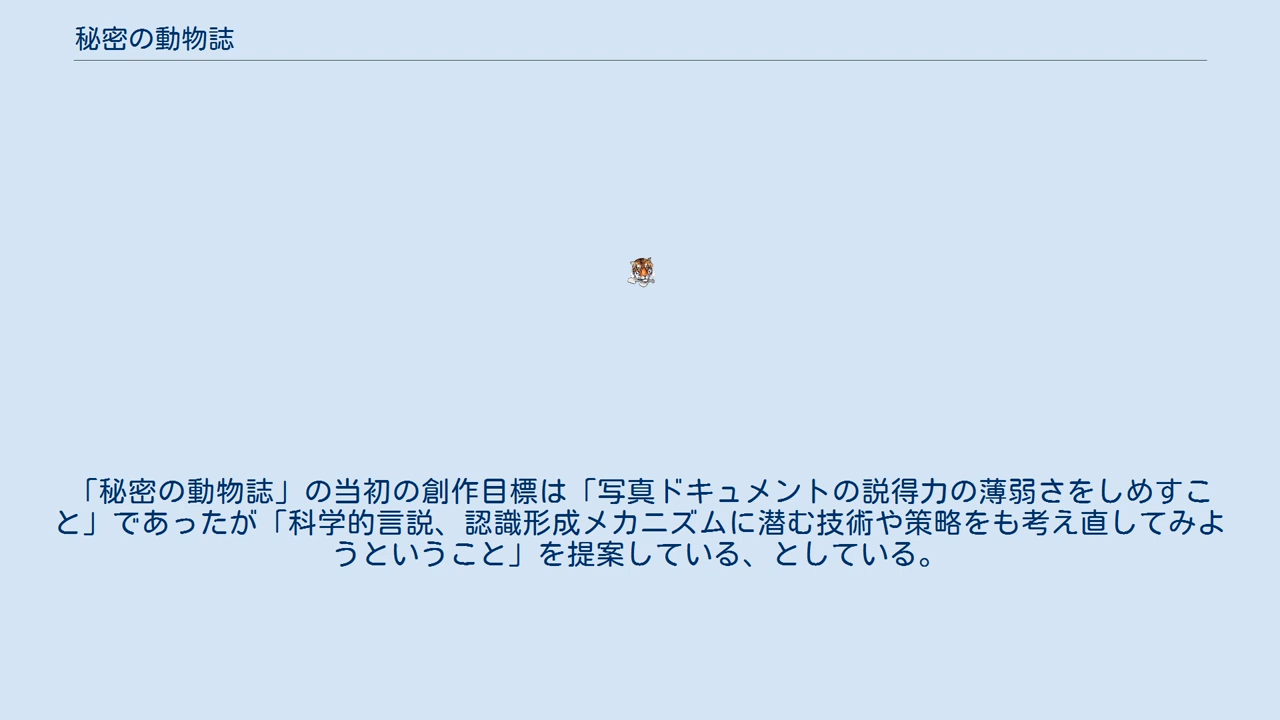 秘密の動物誌
「秘密の動物誌」の当初の創作目標は「写真ドキュメントの説得力の薄弱さをしめすこ
と」であったが「科学的言説、認識形成メカニズムに潜む技術や策略をも考え直してみよ
うということ」を提案している、としている。